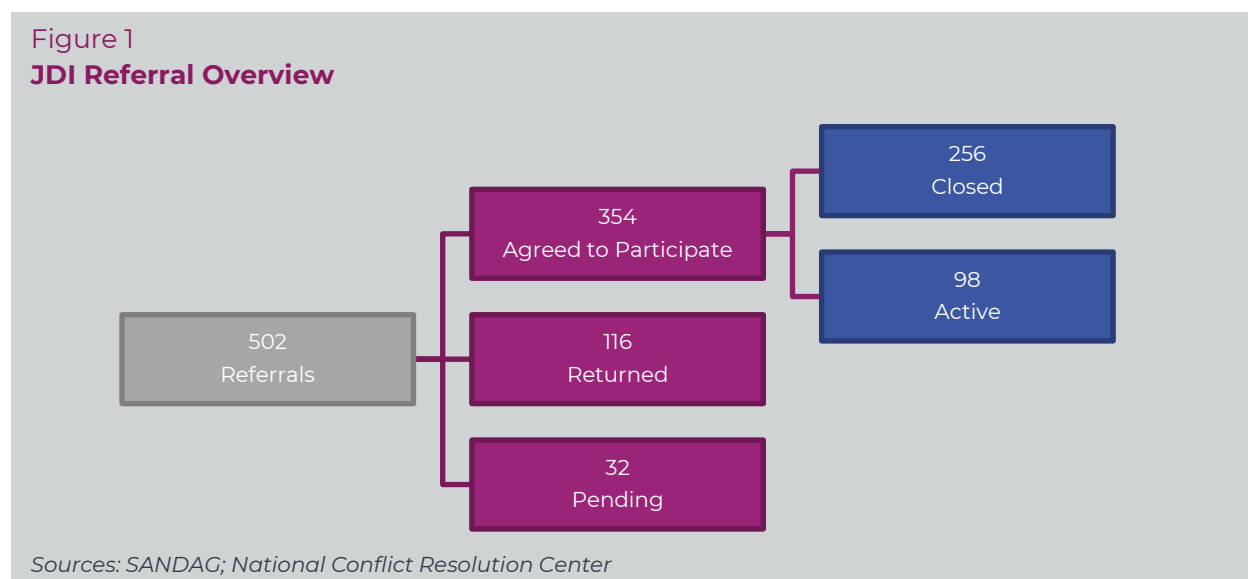 Figure 1
JDI Referral Overview
502
Referrals
354
Agreed to Participate
116
Returned
32
Pending
256
Closed
98
Active
Sources: SANDAG; National Conflict Resolution Center